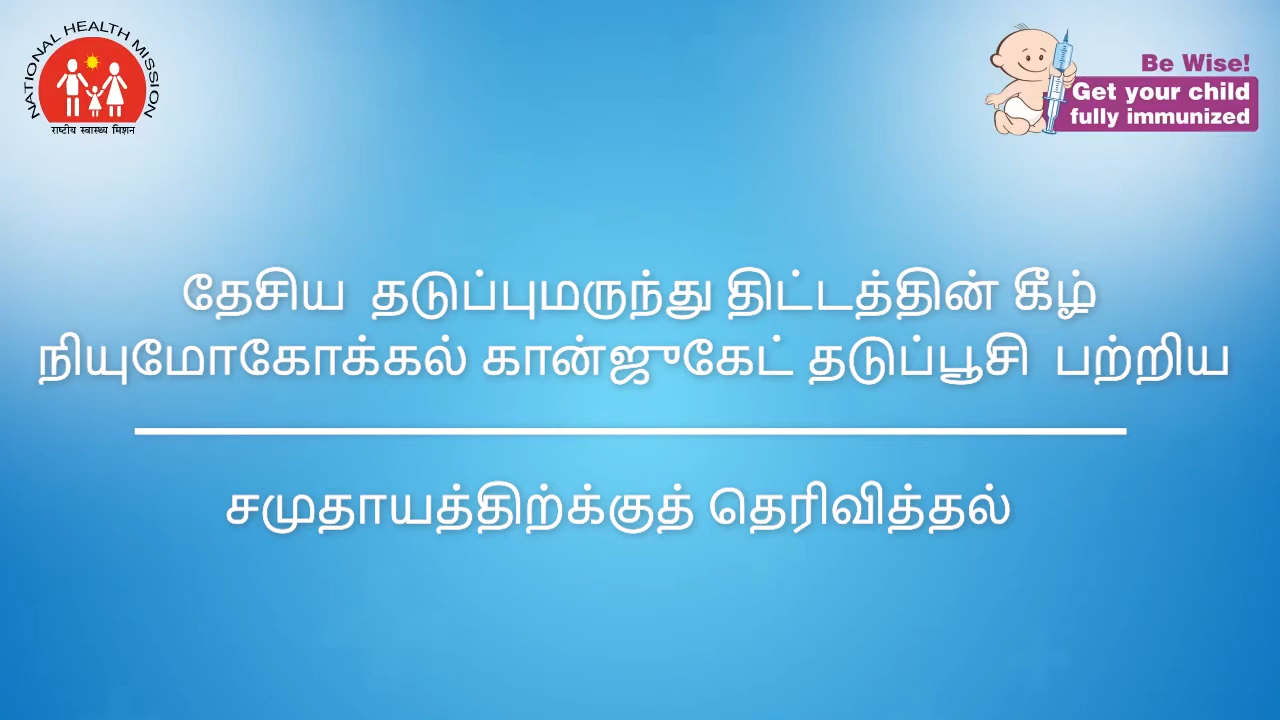 NATIONAL HEALTH MISSION
राष्ट्रीय स्वास्थ्य मिशन
Be Wise!
Get your child
fully immunized
தேசிய தடுப்புமருந்து திட்டத்தின் கீழ்
நியுமோகோக்கல் கான்ஜுகேட் தடுப்பூசி பற்றிய
சமுதாயத்திற்க்குத் தெரிவித்தல்